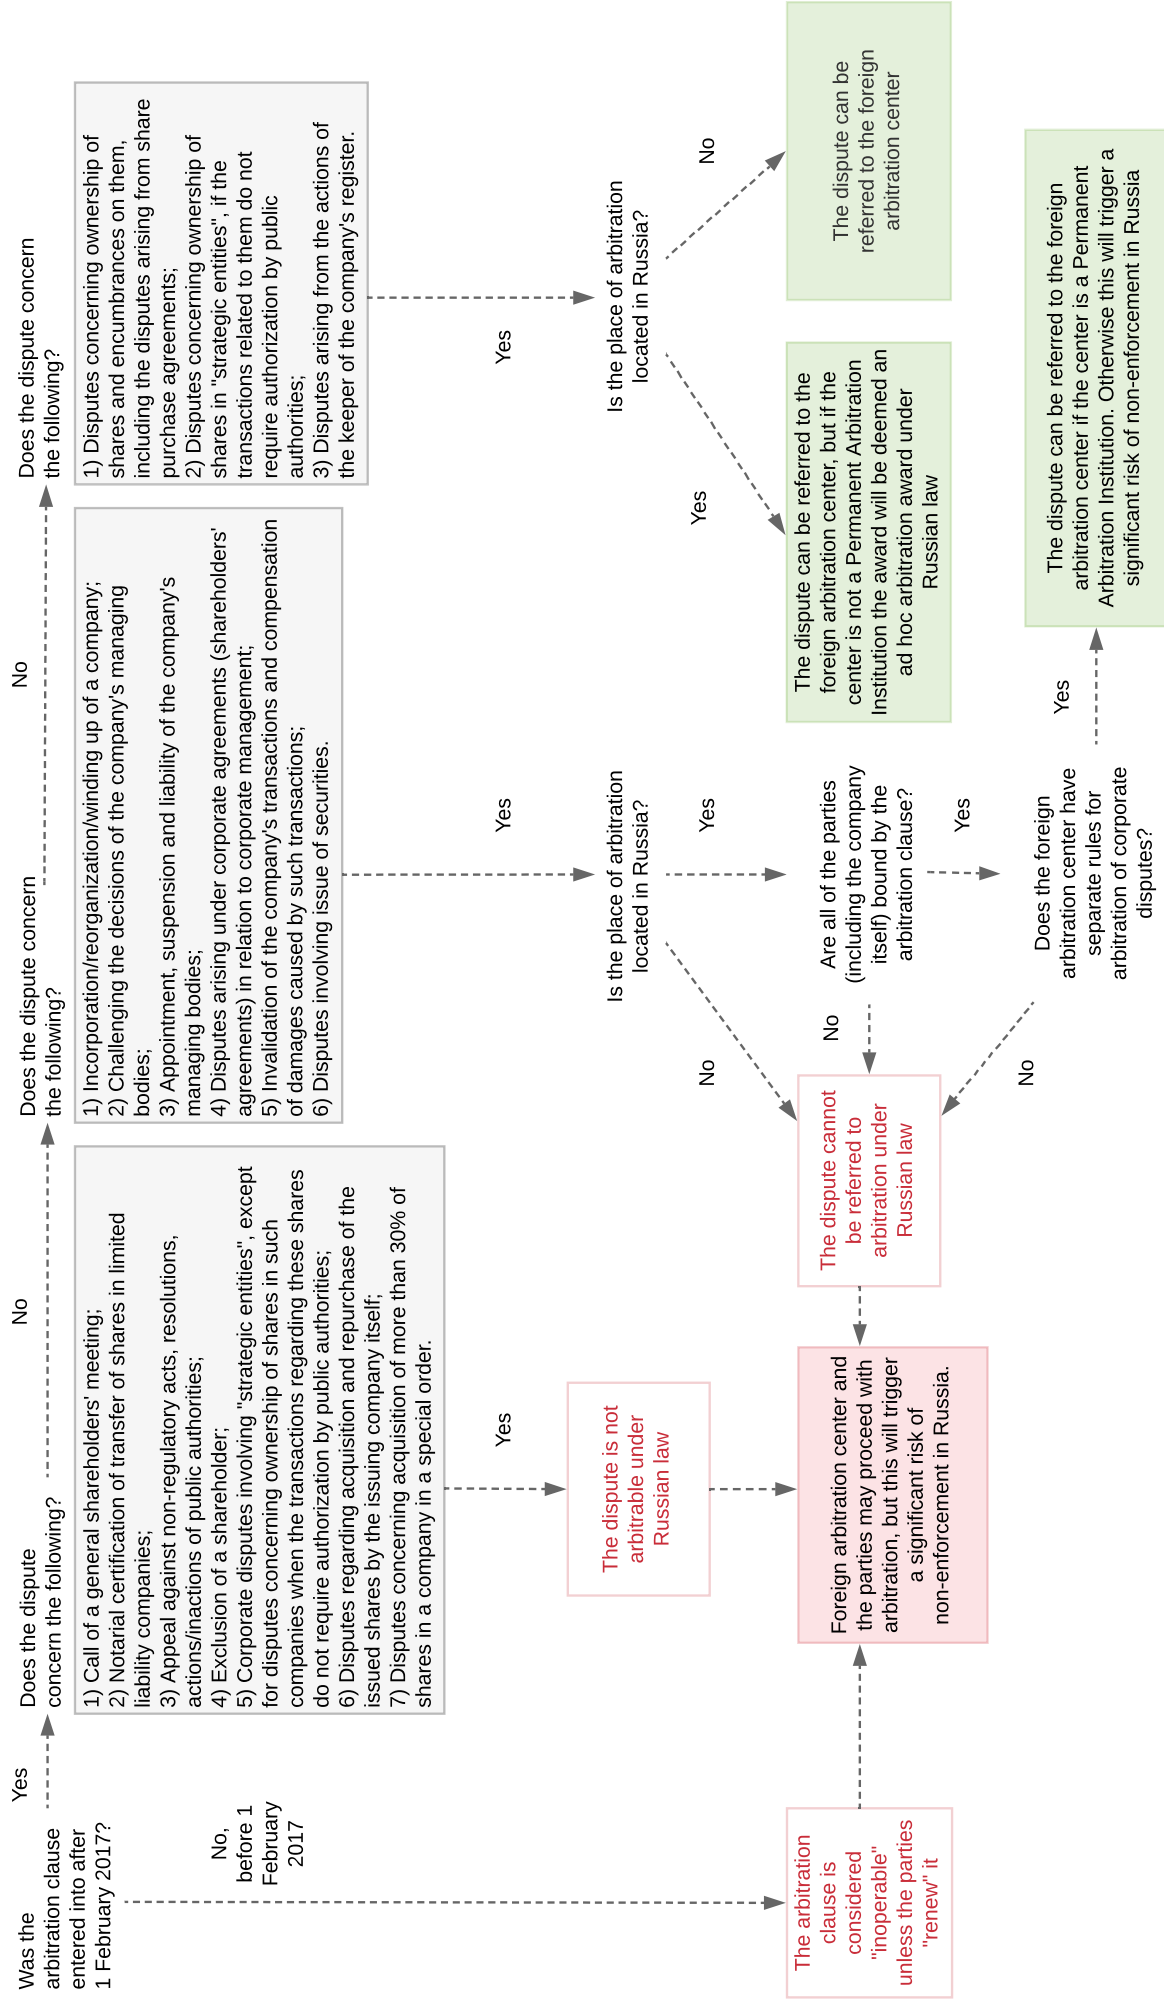 Was the
arbitration clause
entered into after
1 February 2017?
Yes
No,
before 1
February
2017
The arbitration
clause is
considered
"inoperable"
unless the parties
"renew" it
Does the dispute
concern the following?
1) Call of a general shareholders' meeting;
2) Notarial certification of transfer of shares in limited
liability companies;
3) Appeal against non-regulatory acts, resolutions,
actions/inactions of public authorities;
4) Exclusion of a shareholder;
5) Corporate disputes involving "strategic entities", except
for disputes concerning ownership of shares in such
companies when the transactions regarding these shares
do not require authorization by public authorities;
6) Disputes regarding acquisition and repurchase of the
issued shares by the issuing company itself;
7) Disputes concerning acquisition of more than 30% of
shares in a company in a special order.
Yes
The dispute is not
arbitrable under
Russian law
Foreign arbitration center and
the parties may proceed with
arbitration, but this will trigger
a significant risk of
non-enforcement in Russia.
No
Does the dispute concern
the following?
1) Incorporation/reorganization/winding up of a company;
2) Challenging the decisions of the company's managing
bodies;
3) Appointment, suspension and liability of the company's
managing bodies;
4) Disputes arising under corporate agreements (shareholders'
agreements) in relation to corporate management;
5) Invalidation of the company's transactions and compensation
of damages caused by such transactions;
6) Disputes involving issue of securities.
Yes
Is the place of arbitration
located in Russia?
No
Yes
The dispute cannot
be referred to
arbitration under
Russian law
No
Are all of the parties
(including the company
itself) bound by the
arbitration clause?
Yes
No
Does the foreign
arbitration center have
separate rules for
arbitration of corporate
disputes?
Yes
The dispute can be referred to the foreign
arbitration center if the center is a Permanent
Arbitration Institution. Otherwise this will trigger a
significant risk of non-enforcement in Russia
No
Does the dispute concern
the following?
1) Disputes concerning ownership of
shares and encumbrances on them,
including the disputes arising from share
purchase agreements;
2) Disputes concerning ownership of
shares in "strategic entities", if the
transactions related to them do not
require authorization by public
authorities;
3) Disputes arising from the actions of
the keeper of the company's register.
Yes
Is the place of arbitration
located in Russia?
Yes
No
The dispute can be referred to the
foreign arbitration center, but if the
center is not a Permanent Arbitration
Institution the award will be deemed an
ad hoc arbitration award under
Russian law
The dispute can be
referred to the foreign
arbitration center